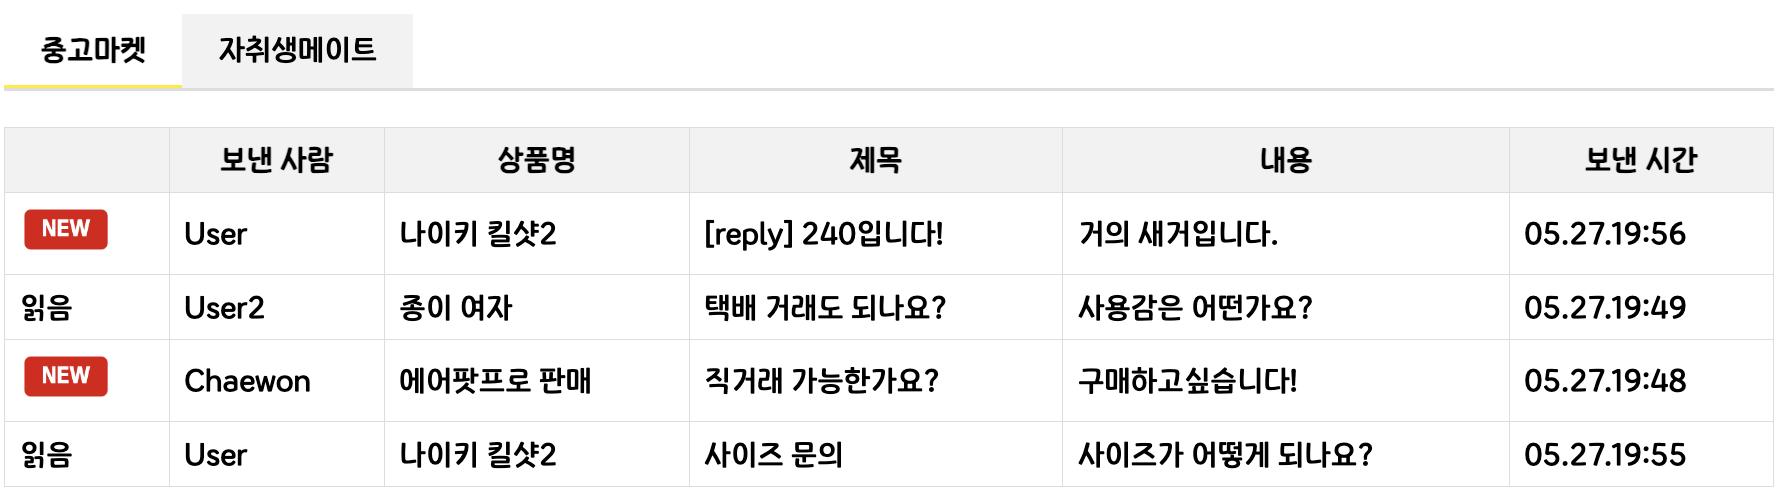 중고마켓 자취생메이트
보낸 사람 상품명 제목 내용 보낸 시간
NEW User 나이키 킬샷2 [reply] 240입니다! 거의 새거입니다. 05.27.19:56
읽음 User2 종이 여자 택배 거래도 되나요? 사용감은 어떤가요? 05.27.19:49
NEW Chaewon 에어팟프로 판매 직거래 가능한가요? 구매하고싶습니다! 05.27.19:48
읽음 User 나이키 킬샷2 사이즈 문의 사이즈가 어떻게 되나요? 05.27.19:55